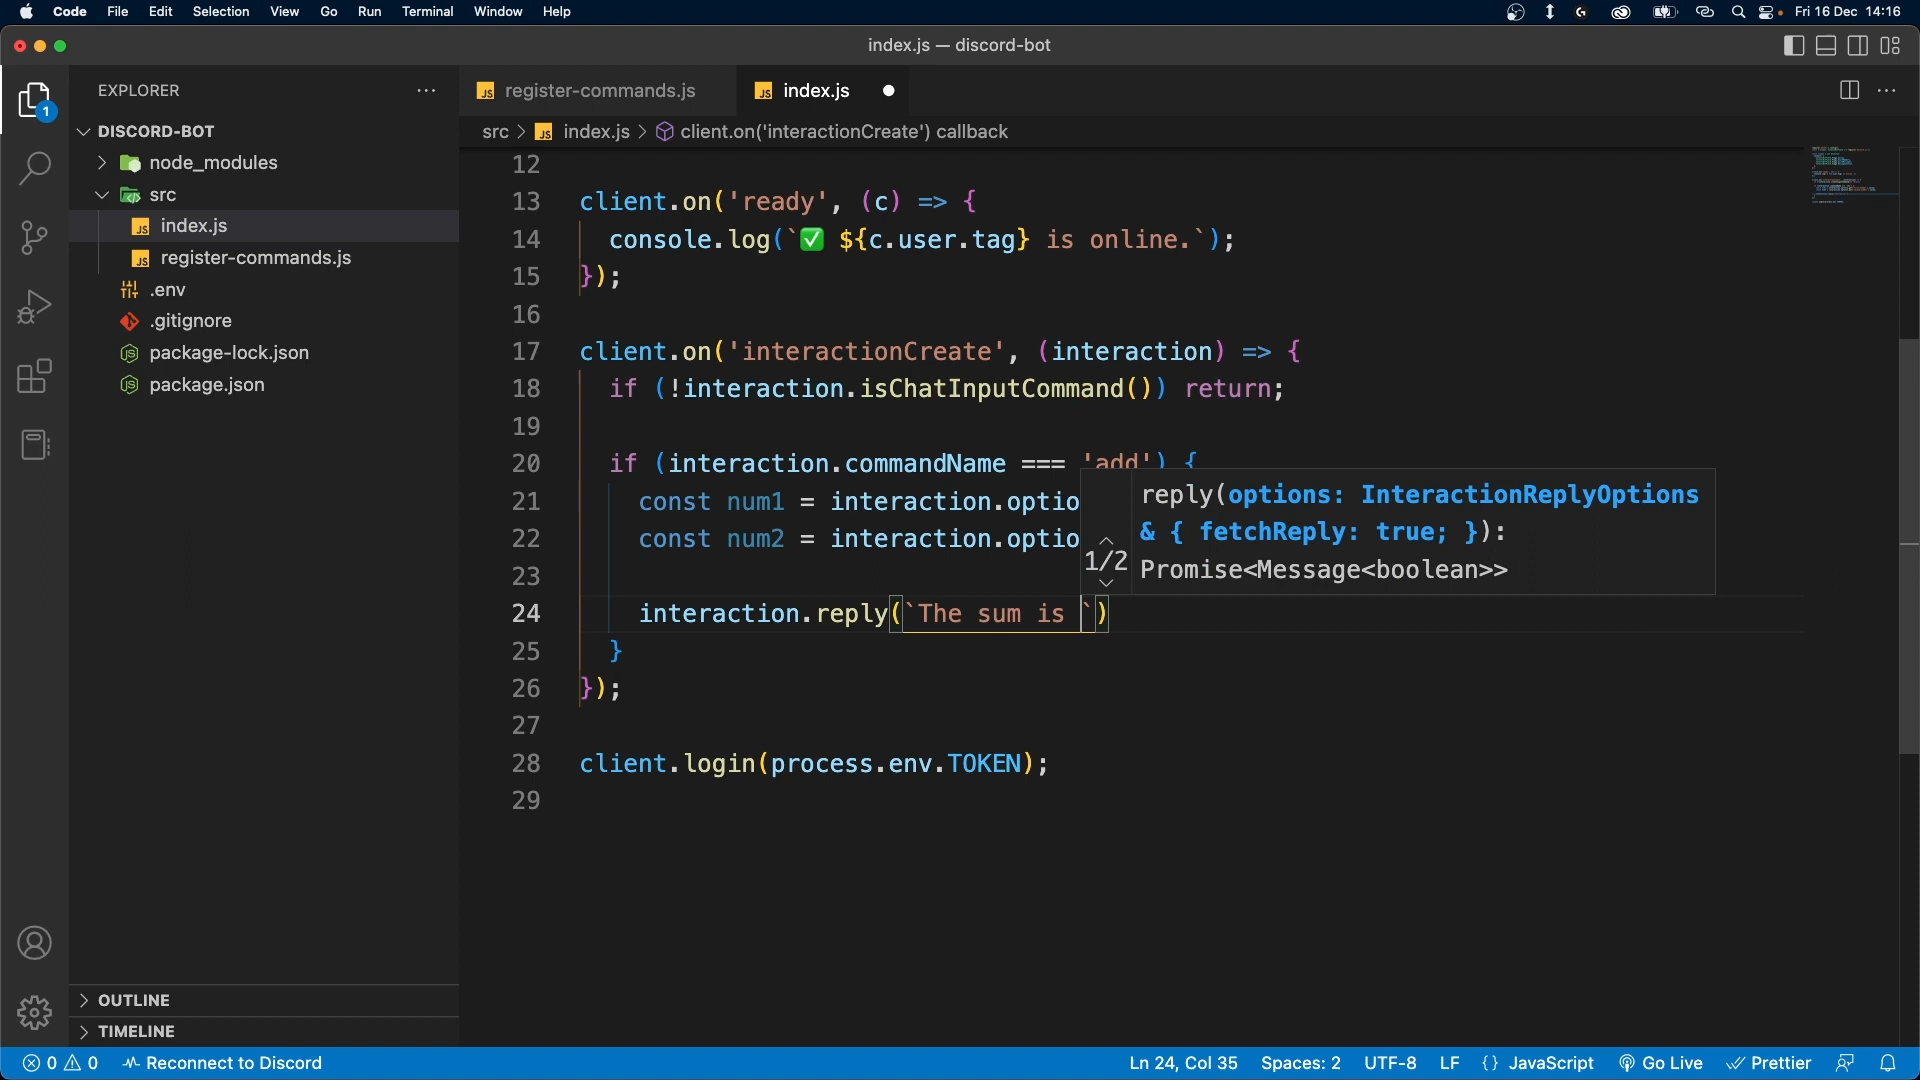 Code File Edit Selection View Go Run Terminal Window Help Fri 16 Dec 14:16
index.js — discord-bot
EXPLORER
DISCORD-BOT
node_modules
src
index.js
register-commands.js
.env
.gitignore
package-lock.json
package.json
OUTLINE
TIMELINE
1
register-commands.js index.js
src > index.js > client.on('interactionCreate') callback
12
13 client.on('ready', (c) => {
14 console.log(`✅ ${c.user.tag} is online.`);
15 });
16
17 client.on('interactionCreate', (interaction) => {
18 if (!interaction.isChatInputCommand()) return;
19
20 if (interaction.commandName === 'add') {
21 const num1 = interaction.optio
22 const num2 = interaction.optio
23
24 interaction.reply(`The sum is `)
25 }
26 });
27
28 client.login(process.env.TOKEN);
29
1/2
reply(options: InteractionReplyOptions
& { fetchReply: true; }):
Promise<Message<boolean>>
0 0 Reconnect to Discord Ln 24, Col 35 Spaces: 2 UTF-8 LF {} JavaScript Go Live Prettier